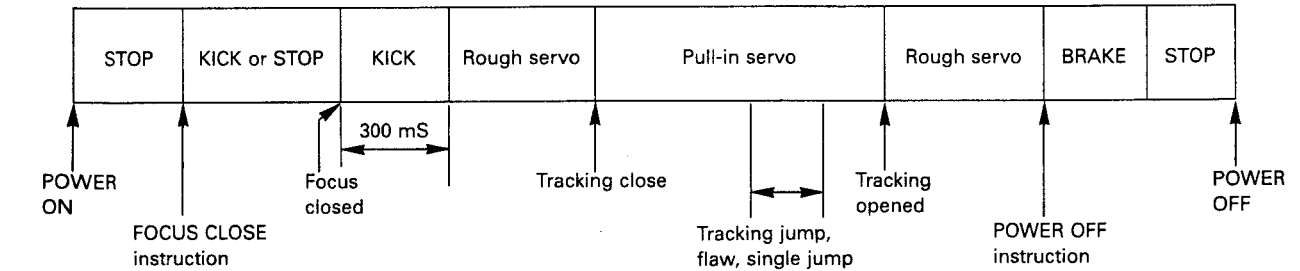 STOP
KICK or STOP
KICK
Rough servo
Pull-in servo
Rough servo
BRAKE
STOP
300 mS
POWER
ON
FOCUS CLOSE
instruction
Focus
closed
Tracking close
Tracking jump,
flaw, single jump
Tracking
opened
POWER OFF
instruction
POWER
OFF